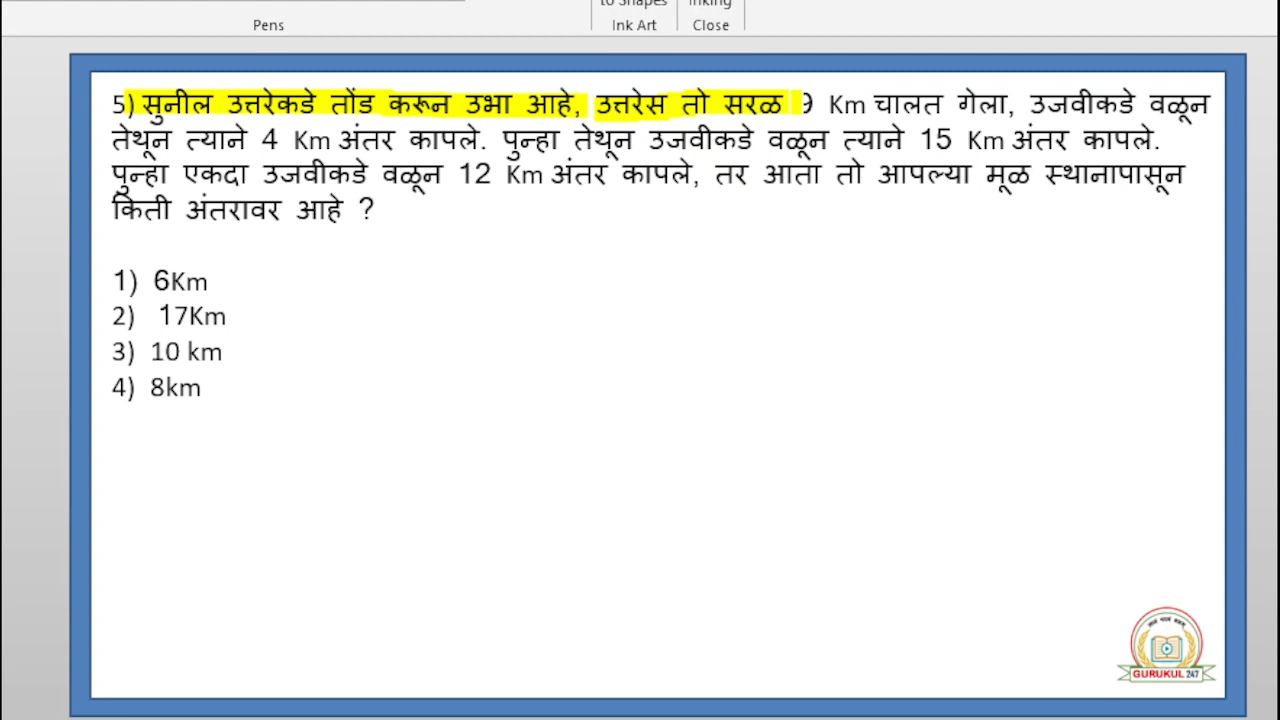 to Shapes
Inking
Pens
Ink Art
Close
5) सुनील उत्तरेकडे तोंड करून उभा आहे, उत्तरेस तो सरळ 9 Km चालत गेला, उजवीकडे वळून
तेथून त्याने 4 Km अंतर कापले. पुन्हा तेथून उजवीकडे वळून त्याने 15 Km अंतर कापले.
पुन्हा एकदा उजवीकडे वळून 12 Km अंतर कापले, तर आता तो आपल्या मूळ स्थानापासून
किती अंतरावर आहे ?
1) 6Km
2) 17Km
3) 10 km
4) 8km
GURUKUL 247